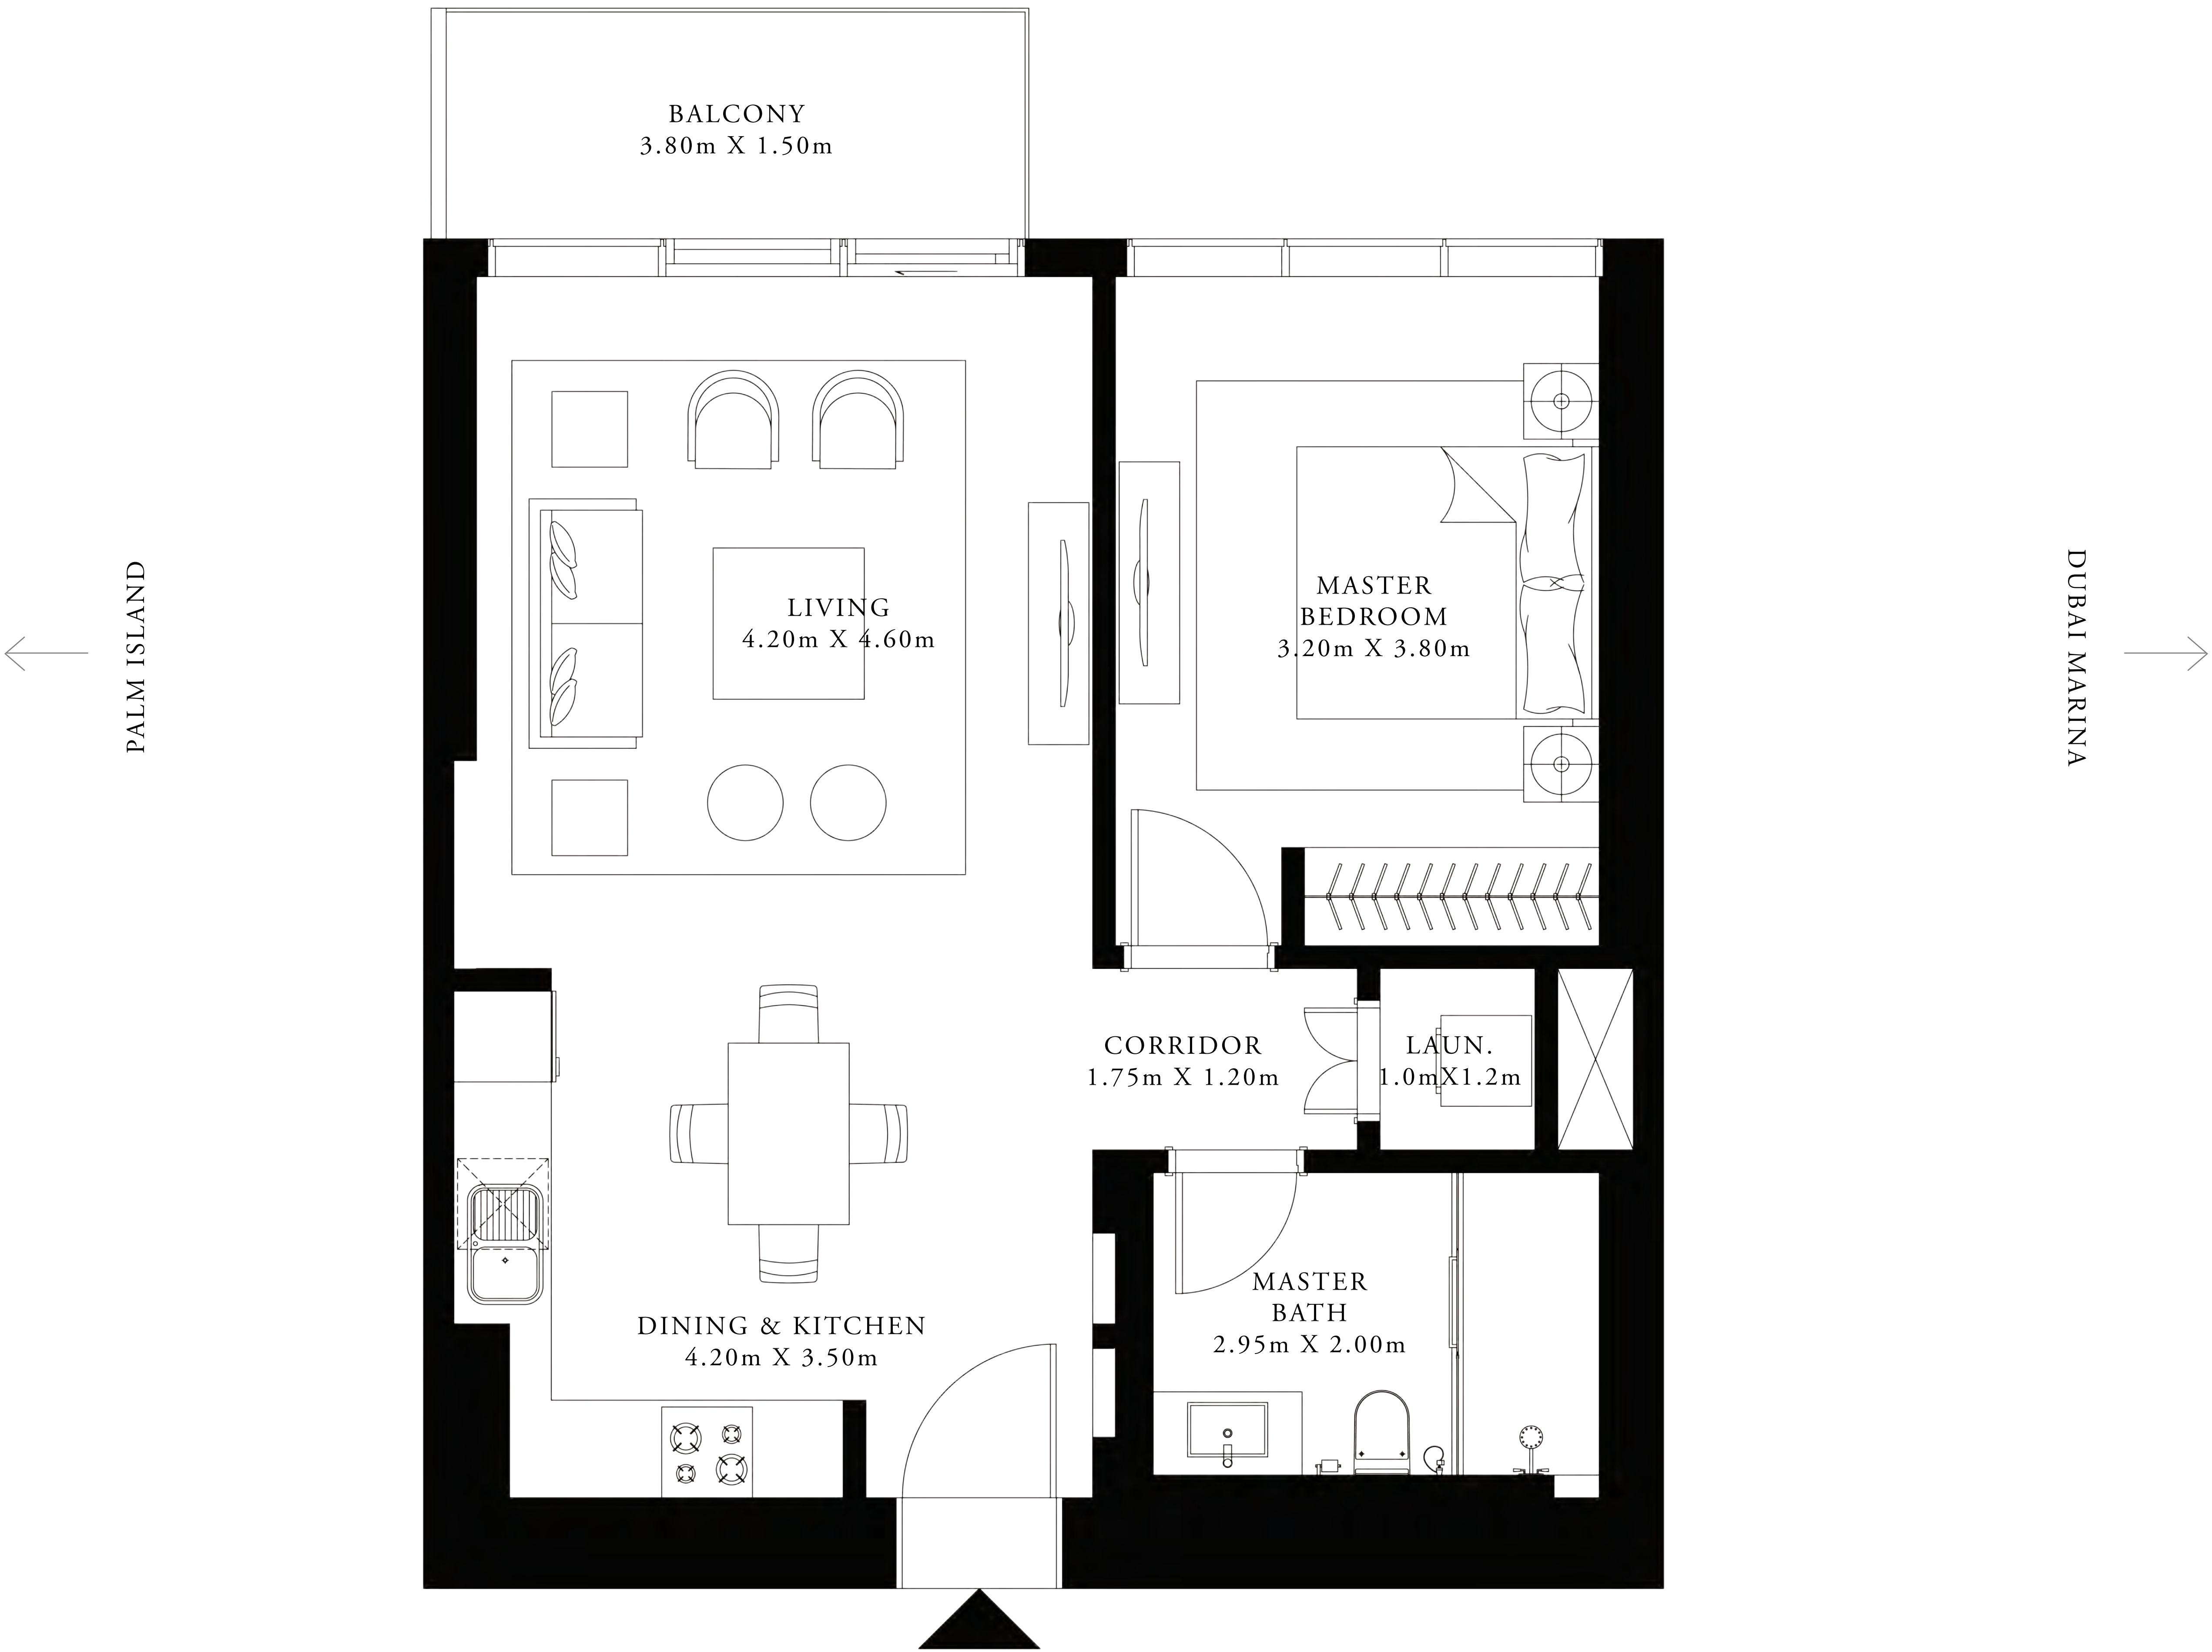 BALCONY
3.80m X 1.50m
PALM ISLAND
LIVING
4.20m X 4.60m
MASTER
BEDROOM
3.20m X 3.80m
DUBAI MARINA
CORRIDOR
1.75m X 1.20m
LAUN.
1.0mX1.2m
DINING & KITCHEN
4.20m X 3.50m
MASTER
BATH
2.95m X 2.00m